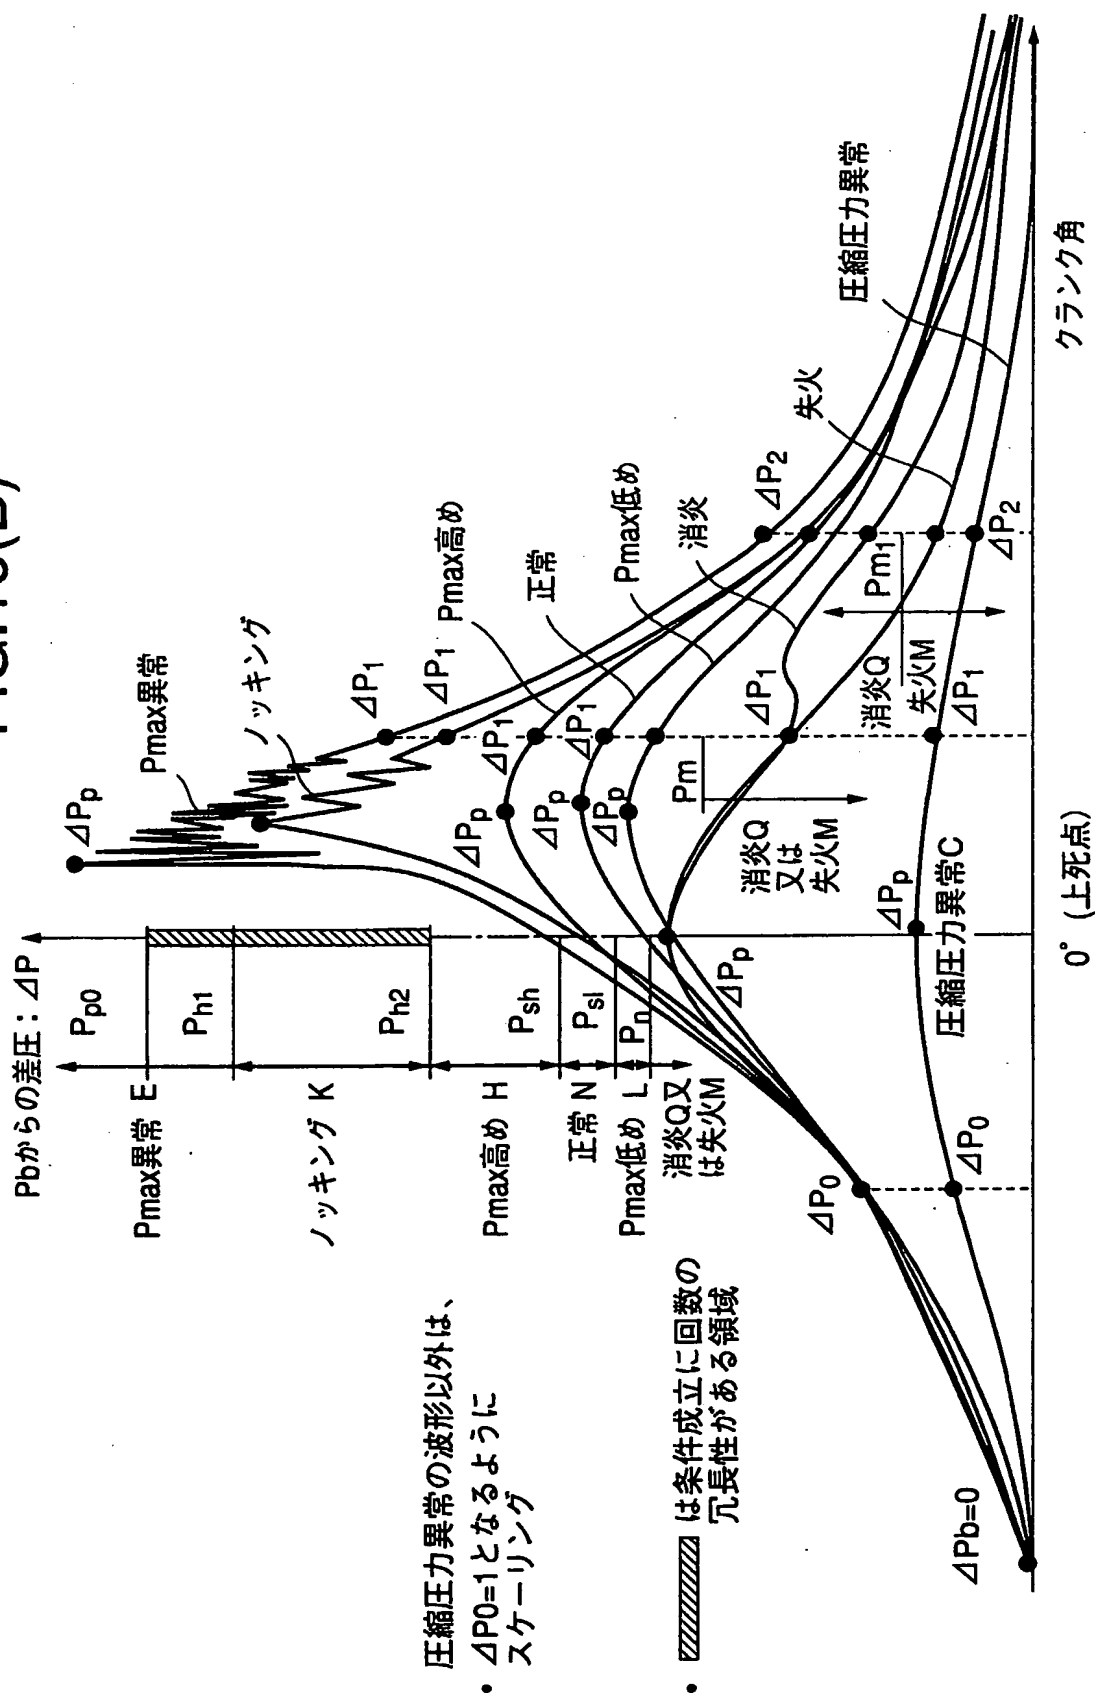 Pbからの差圧：ΔP
Pmax異常 E
ノッキング K
Pmax高め H
正常 N
Pmax低め L
消炎Q又
は失火M
Pp0
Ph1
Ph2
Psh
Psl
Pn
ΔPp
Pmax異常
ノッキング
ΔP1
ΔP1
Pmax高め
ΔPp
ΔP1
正常
ΔPp
ΔP1
Pmax低め
ΔPp
消炎
ΔP2
失火
圧縮圧力異常
Pm
消炎Q
又は
失火M
ΔP1
Pm1
消炎Q
失火M
ΔPp
ΔPp
圧縮圧力異常C
ΔP1
ΔP2
ΔP0
ΔP0
ΔPb=0
0° (上死点)
クランク角
圧縮圧力異常の波形以外は、
・ΔP0=1となるように
スケーリング
・ は条件成立に回数の
冗長性がある領域